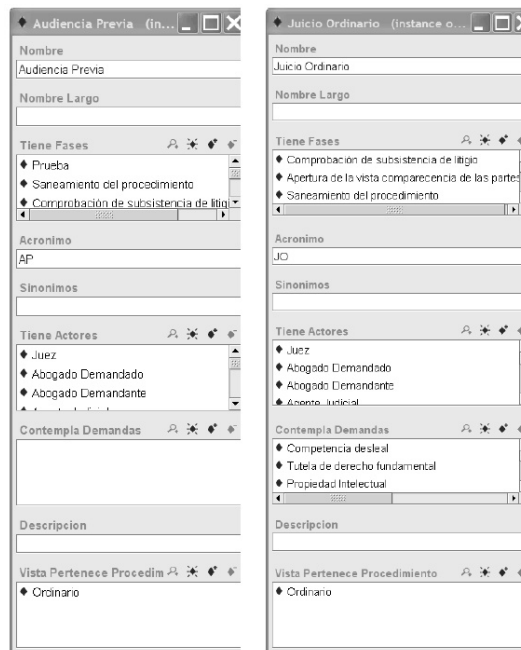 Audiencia Previa (in...
Nombre
Audiencia Previa
Nombre Largo
Tiene Fases
Prueba
Saneamiento del procedimiento
Comprobación de subsistencia de litigi
Acronimo
AP
Sinonimos
Tiene Actores
Juez
Abogado Demandado
Abogado Demandante
Contempla Demandas
Descripcion
Vista Pertenece Procedim
Ordinario
Juicio Ordinario (instance o...
Nombre
Juicio Ordinario
Nombre Largo
Tiene Fases
Comprobación de subsistencia de litigio
Apertura de la vista comparecencia de las partes
Saneamiento del procedimiento
Acronimo
JO
Sinonimos
Tiene Actores
Juez
Abogado Demandado
Abogado Demandante
Agente Judicial
Contempla Demandas
Competencia desleal
Tutela de derecho fundamental
Propiedad Intelectual
Descripcion
Vista Pertenece Procedimiento
Ordinario